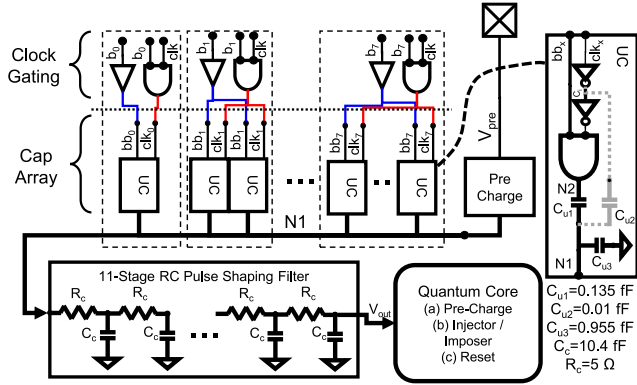 Clock
Gating
b0
clk
b1
clk
b7
clk
Vpre
bbx
clkx
UC
C
Cap
Array
bb0
clk0
bb1
clk1
bb7
clk7
UC
UC
UC
UC
UC
Pre
Charge
N1
N2
Cu1
Cu2
Cu3
N1
11-Stage RC Pulse Shaping Filter
Rc
Rc
Rc
Rc
Cc
Cc
Cc
Cc
Vout
Quantum Core
(a) Pre-Charge
(b) Injector /
Imposer
(c) Reset
Cu1=0.135 fF
Cu2=0.01 fF
Cu3=0.955 fF
Cc=10.4 fF
Rc=5 Ω